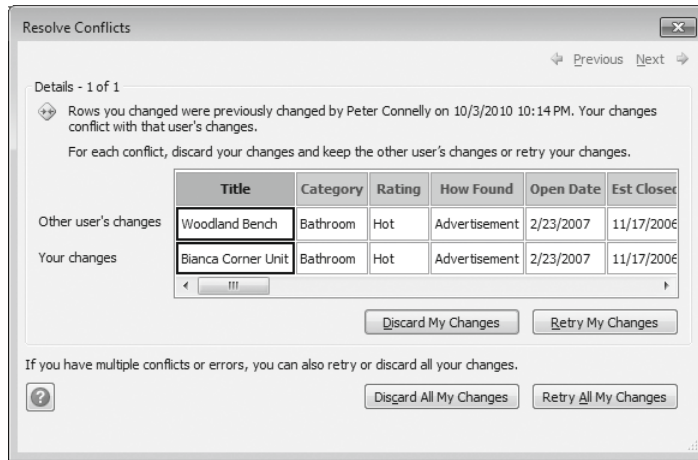 Resolve Conflicts
Previous Next
Details - 1 of 1
Rows you changed were previously changed by Peter Connelly on 10/3/2010 10:14 PM. Your changes
conflict with that user's changes.
For each conflict, discard your changes and keep the other user's changes or retry your changes.
Title Category Rating How Found Open Date Est Closed
Other user's changes Woodland Bench Bathroom Hot Advertisement 2/23/2007 11/17/2006
Your changes Bianca Corner Unit Bathroom Hot Advertisement 2/23/2007 11/17/2006
Discard My Changes Retry My Changes
If you have multiple conflicts or errors, you can also retry or discard all your changes.
Discard All My Changes Retry All My Changes